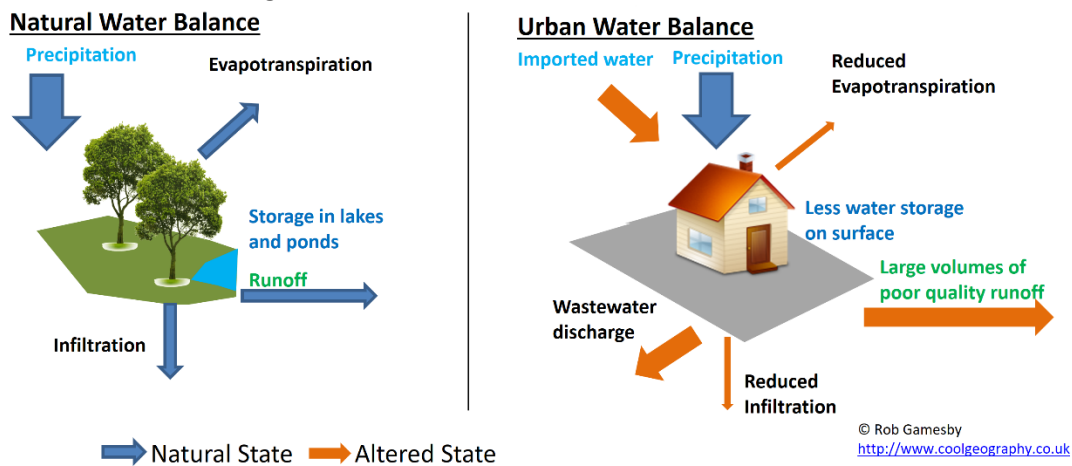 Natural Water Balance
Precipitation
Evapotranspiration
Storage in lakes
and ponds
Runoff
Infiltration
Urban Water Balance
Imported water
Precipitation
Reduced
Evapotranspiration
Less water storage
on surface
Large volumes of
poor quality runoff
Wastewater
discharge
Reduced
Infiltration
© Rob Gamesby
http://www.coolgeography.co.uk
Natural State
Altered State